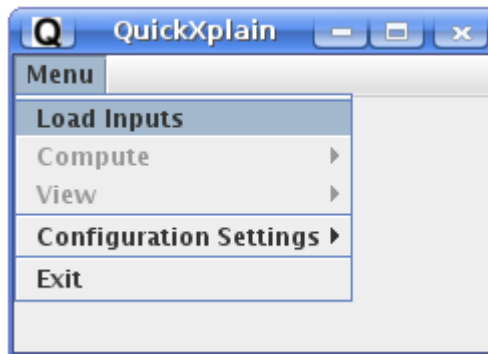 Q QuickXplain
Menu
Load Inputs
Compute
View
Configuration Settings
Exit